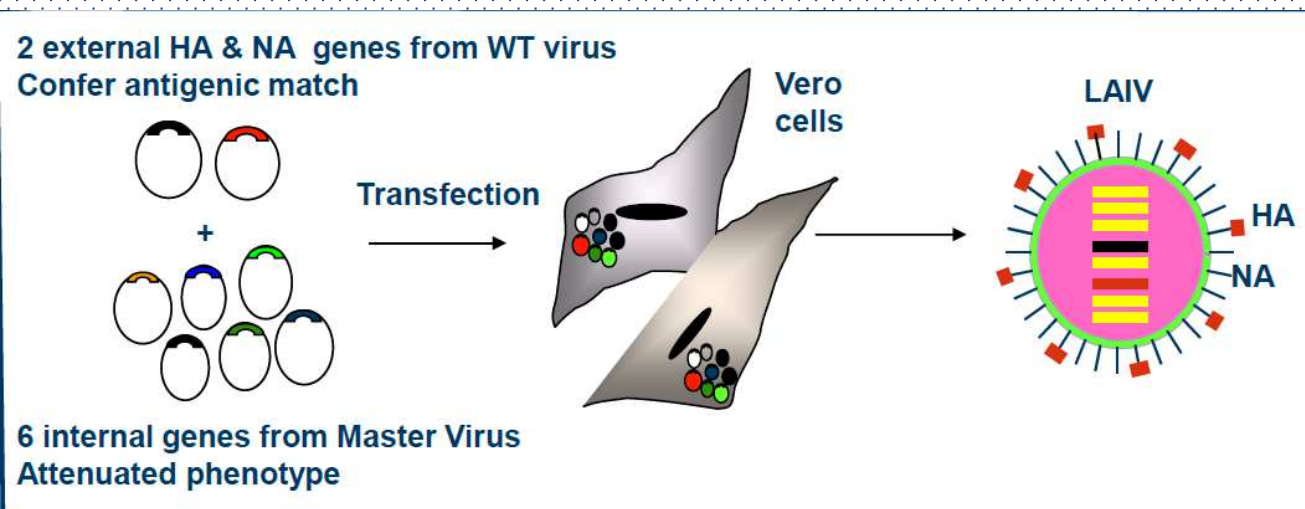 2 external HA & NA genes from WT virus
Confer antigenic match
+
Transfection
Vero
cells
LAIV
HA
NA
6 internal genes from Master Virus
Attenuated phenotype